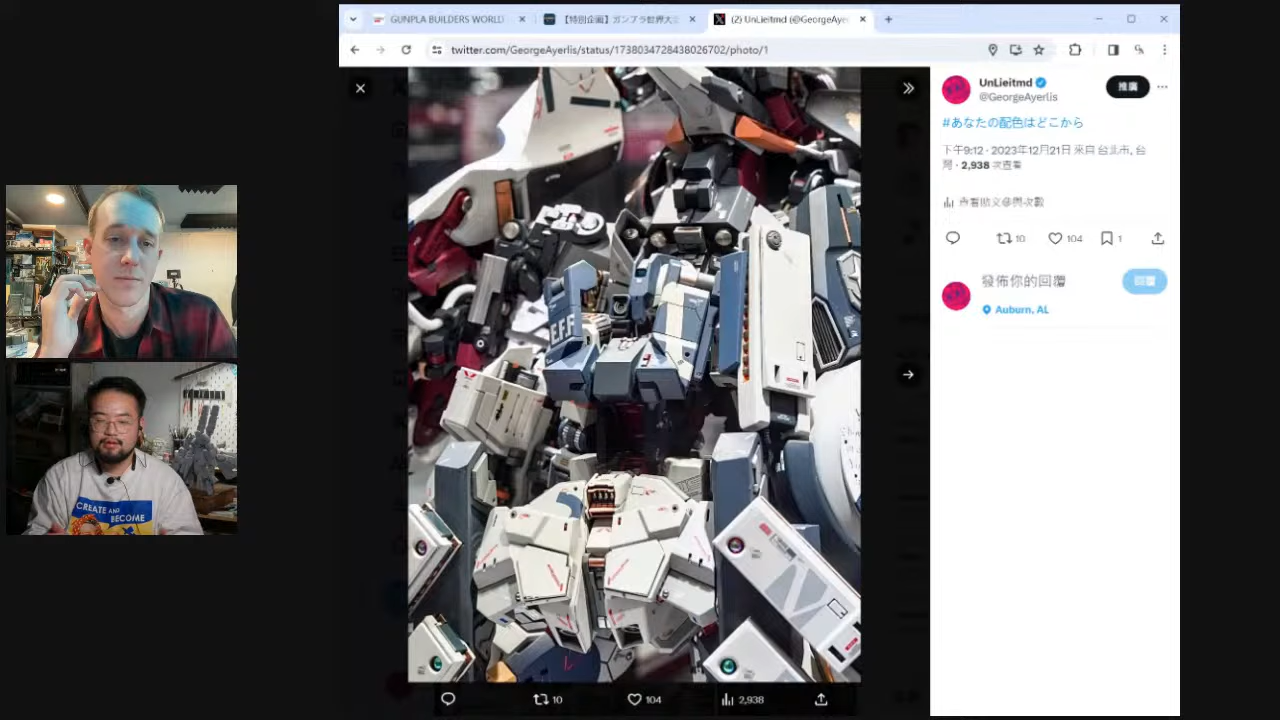 GUNPLA BUILDERS WORLD
【特別企画】ガンプラ世界大
(2) UnLieitmd (@GeorgeAye
twitter.com/GeorgeAyerlis/status/1738034728438026702/photo/1
UnLieitmd
@GeorgeAyerlis
推廣
#あなたの配色はどこから
下午9:12 · 2023年12月21日 來自 台北市, 台
灣 · 2,938 次查看
查看推文參與次數
10
104
1
發佈你的回覆
回覆
Auburn, AL
E.F.F
CREATE AND
BECOME
10
104
2,938